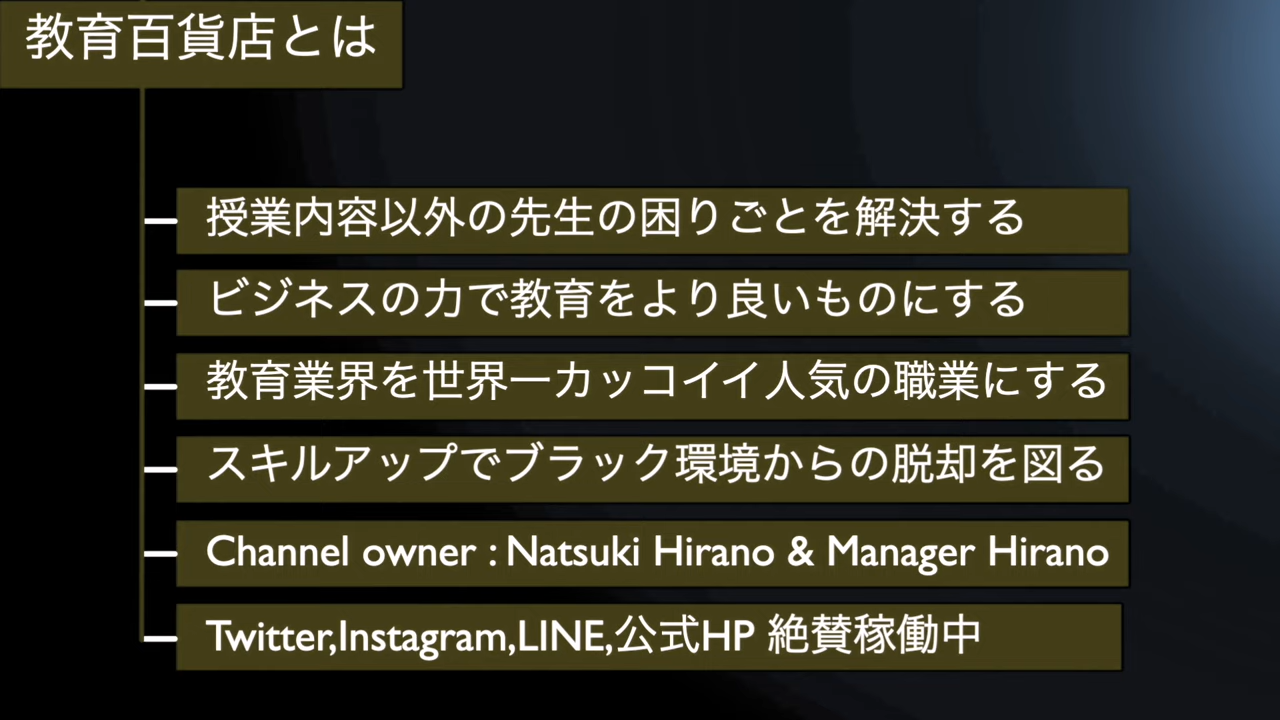 教育百貨店とは
授業内容以外の先生の困りごとを解決する
ビジネスの力で教育をより良いものにする
教育業界を世界一カッコイイ人気の職業にする
スキルアップでブラック環境からの脱却を図る
Channel owner : Natsuki Hirano & Manager Hirano
Twitter,Instagram,LINE,公式HP 絶賛稼働中